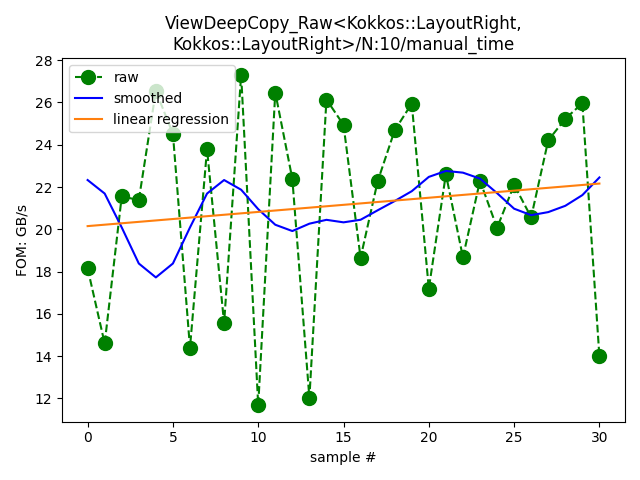 ViewDeepCopy_Raw<Kokkos::LayoutRight,
Kokkos::LayoutRight>/N:10/manual_time
raw
smoothed
linear regression
FOM: GB/s
28
26
24
22
20
18
16
14
12
0
5
10
15
20
25
30
sample #